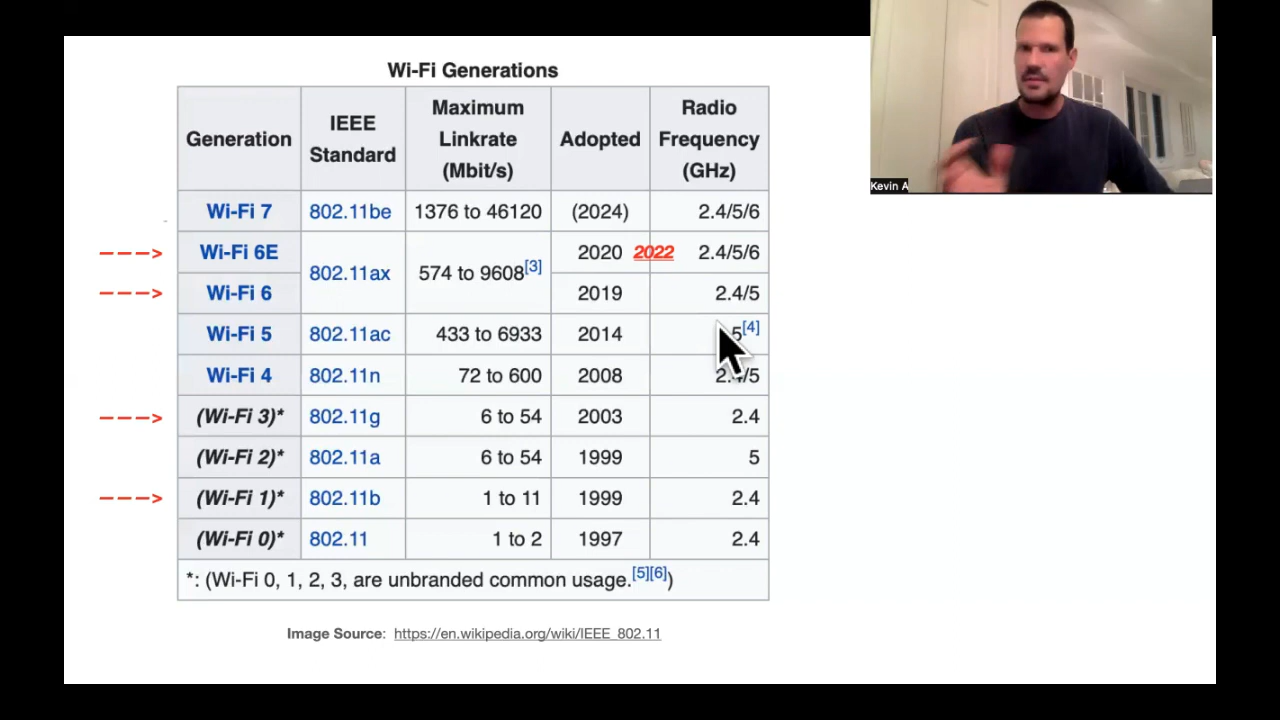 Wi-Fi Generations
Generation IEEE Standard Maximum Linkrate (Mbit/s) Adopted Radio Frequency (GHz)
Wi-Fi 7 802.11be 1376 to 46120 (2024) 2.4/5/6
---> Wi-Fi 6E 802.11ax 574 to 9608[3] 2020 2022 2.4/5/6
---> Wi-Fi 6 2019 2.4/5
Wi-Fi 5 802.11ac 433 to 6933 2014 5[4]
Wi-Fi 4 802.11n 72 to 600 2008 2.4/5
---> (Wi-Fi 3)* 802.11g 6 to 54 2003 2.4
(Wi-Fi 2)* 802.11a 6 to 54 1999 5
---> (Wi-Fi 1)* 802.11b 1 to 11 1999 2.4
(Wi-Fi 0)* 802.11 1 to 2 1997 2.4
*: (Wi-Fi 0, 1, 2, 3, are unbranded common usage.[5][6])
Image Source: https://en.wikipedia.org/wiki/IEEE_802.11
Kevin A